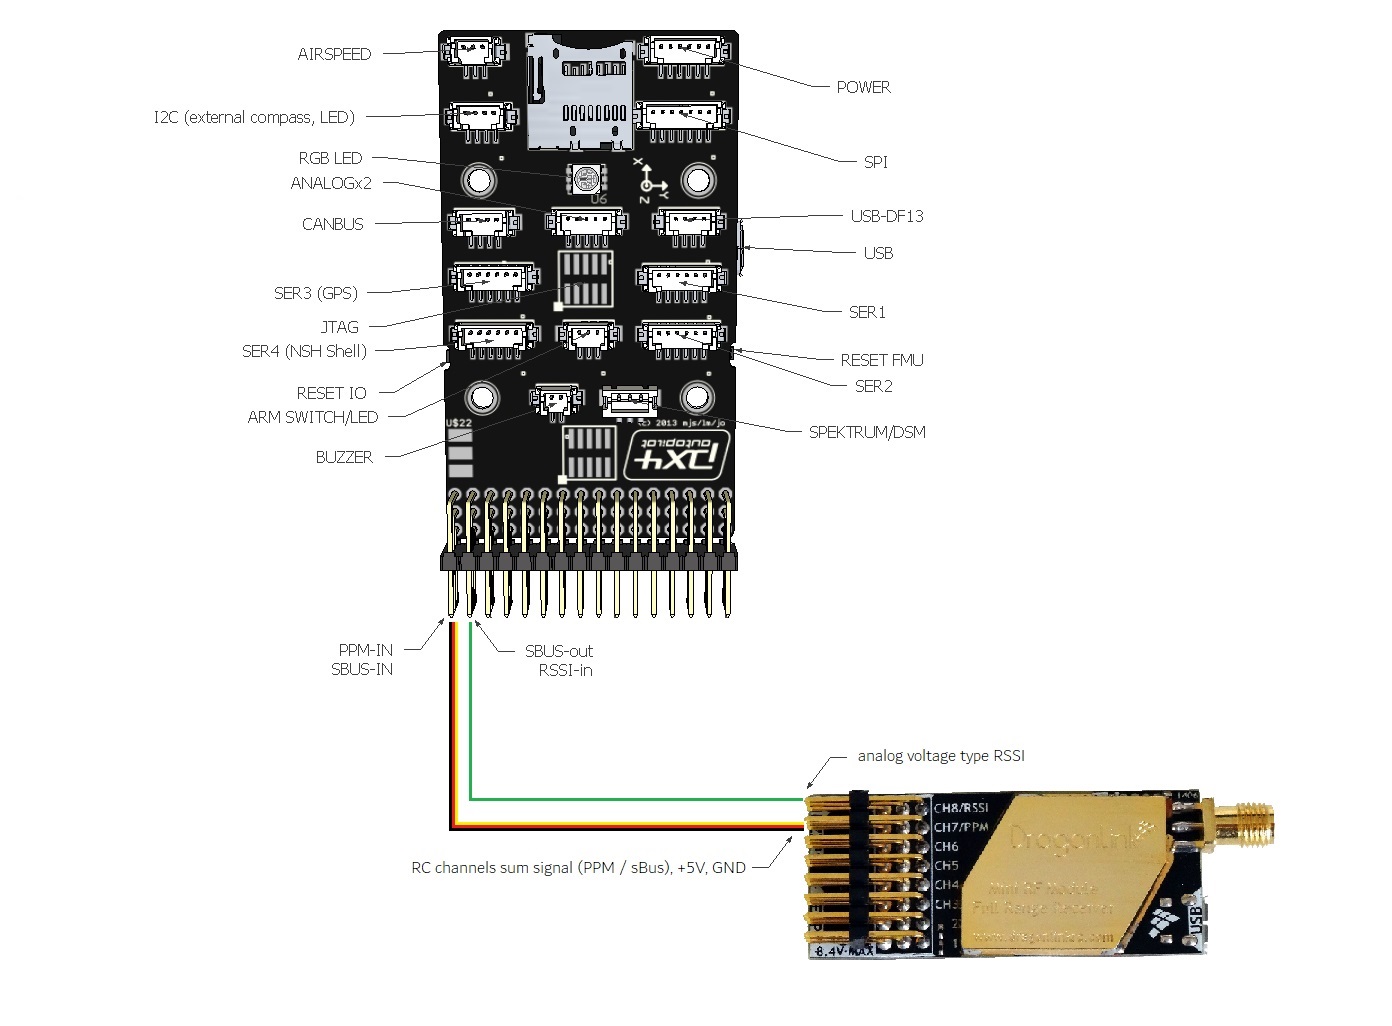 AIRSPEED
POWER
I2C (external compass, LED)
SPI
RGB LED
ANALOGx2
X
Y
Z
U6
CANBUS
USB-DF13
USB
SER3 (GPS)
SER1
JTAG
SER4 (NSH Shell)
RESET FMU
SER2
RESET IO
ARM SWITCH/LED
U$22
(c) 2013 mjs/lm/jo
SPEKTRUM/DSM
BUZZER
PX4
autopilot
PPM-IN
SBUS-IN
SBUS-out
RSSI-in
analog voltage type RSSI
CH8/RSSI
CH7/PPM
CH6
CH5
CH4
CH3
DragonLink
Mini RF Module
Full Range Receiver
www.dragonlinkrc.com
USB
8.4V-MAX
RC channels sum signal (PPM / sBus), +5V, GND